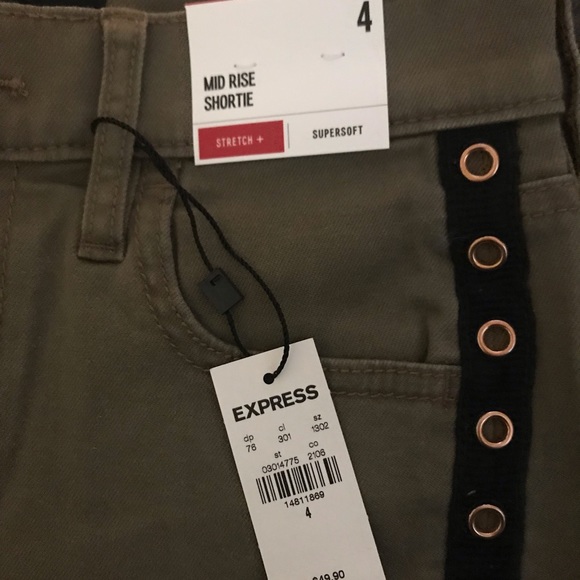 4
MID RISE
SHORTIE
STRETCH +
SUPERSOFT
EXPRESS
dp cl sz
76 301 1302
st co
03014775 2106
14811869
4
$49.90